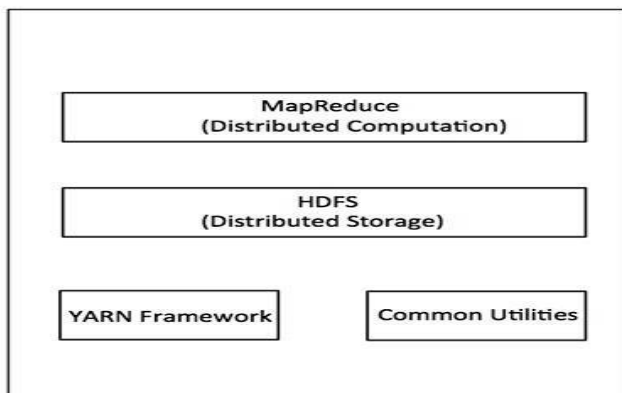 MapReduce
(Distributed Computation)
HDFS
(Distributed Storage)
YARN Framework
Common Utilities